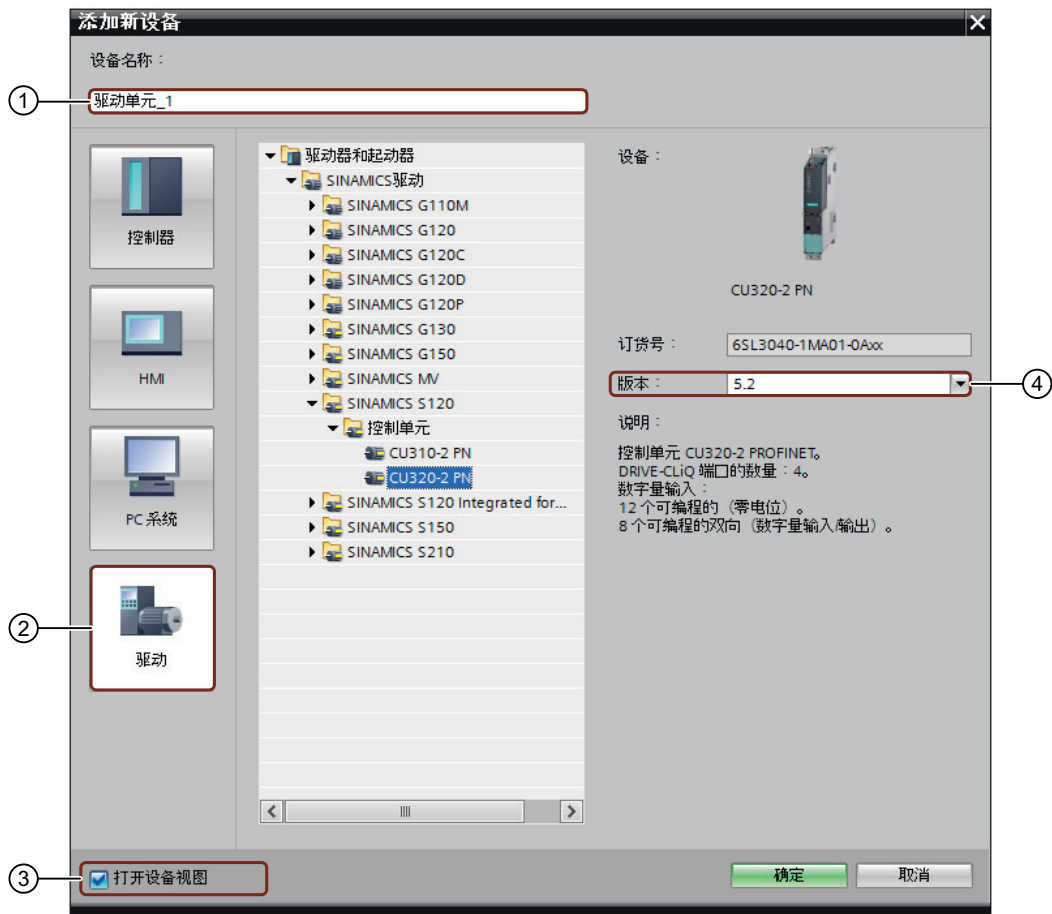 添加新设备
设备名称：
① 驱动单元_1
控制器
HMI
PC 系统
② 驱动
驱动器和起动器
SINAMICS驱动
SINAMICS G110M
SINAMICS G120
SINAMICS G120C
SINAMICS G120D
SINAMICS G120P
SINAMICS G130
SINAMICS G150
SINAMICS MV
SINAMICS S120
控制单元
CU310-2 PN
CU320-2 PN
SINAMICS S120 Integrated for...
SINAMICS S150
SINAMICS S210
设备：
CU320-2 PN
订货号： 6SL3040-1MA01-0Axx
版本： 5.2 ④
说明：
控制单元 CU320-2 PROFINET。
DRIVE-CLiQ 端口的数量：4。
数字量输入：
12 个可编程的（零电位）。
8 个可编程的双向（数字量输入/输出）。
③ 打开设备视图
确定
取消